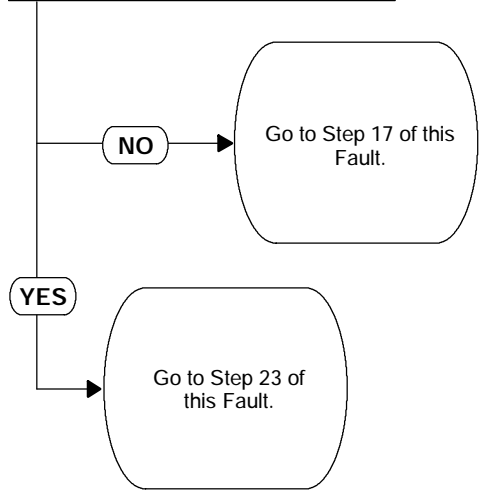 NO
Go to Step 17 of this
Fault.
YES
Go to Step 23 of
this Fault.